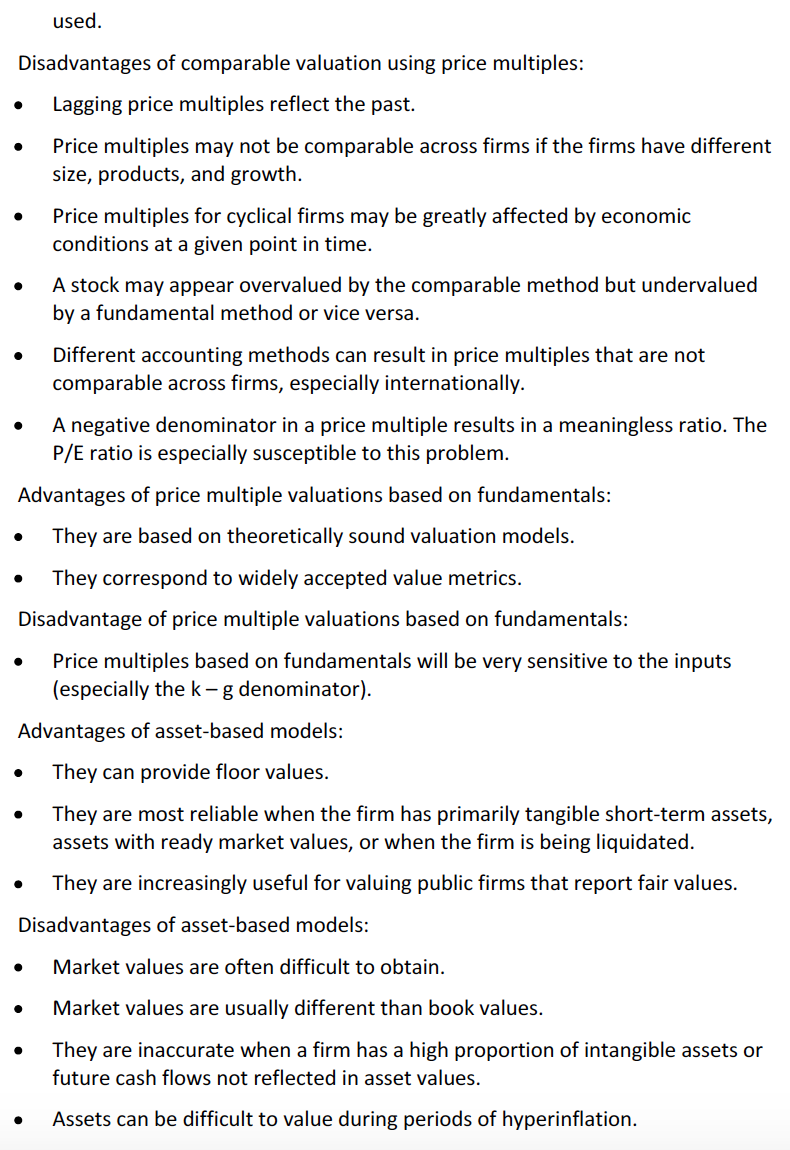 used.
Disadvantages of comparable valuation using price multiples:
• Lagging price multiples reflect the past.
• Price multiples may not be comparable across firms if the firms have different
size, products, and growth.
• Price multiples for cyclical firms may be greatly affected by economic
conditions at a given point in time.
• A stock may appear overvalued by the comparable method but undervalued
by a fundamental method or vice versa.
• Different accounting methods can result in price multiples that are not
comparable across firms, especially internationally.
• A negative denominator in a price multiple results in a meaningless ratio. The
P/E ratio is especially susceptible to this problem.
Advantages of price multiple valuations based on fundamentals:
• They are based on theoretically sound valuation models.
• They correspond to widely accepted value metrics.
Disadvantage of price multiple valuations based on fundamentals:
• Price multiples based on fundamentals will be very sensitive to the inputs
(especially the k – g denominator).
Advantages of asset-based models:
• They can provide floor values.
• They are most reliable when the firm has primarily tangible short-term assets,
assets with ready market values, or when the firm is being liquidated.
• They are increasingly useful for valuing public firms that report fair values.
Disadvantages of asset-based models:
• Market values are often difficult to obtain.
• Market values are usually different than book values.
• They are inaccurate when a firm has a high proportion of intangible assets or
future cash flows not reflected in asset values.
• Assets can be difficult to value during periods of hyperinflation.